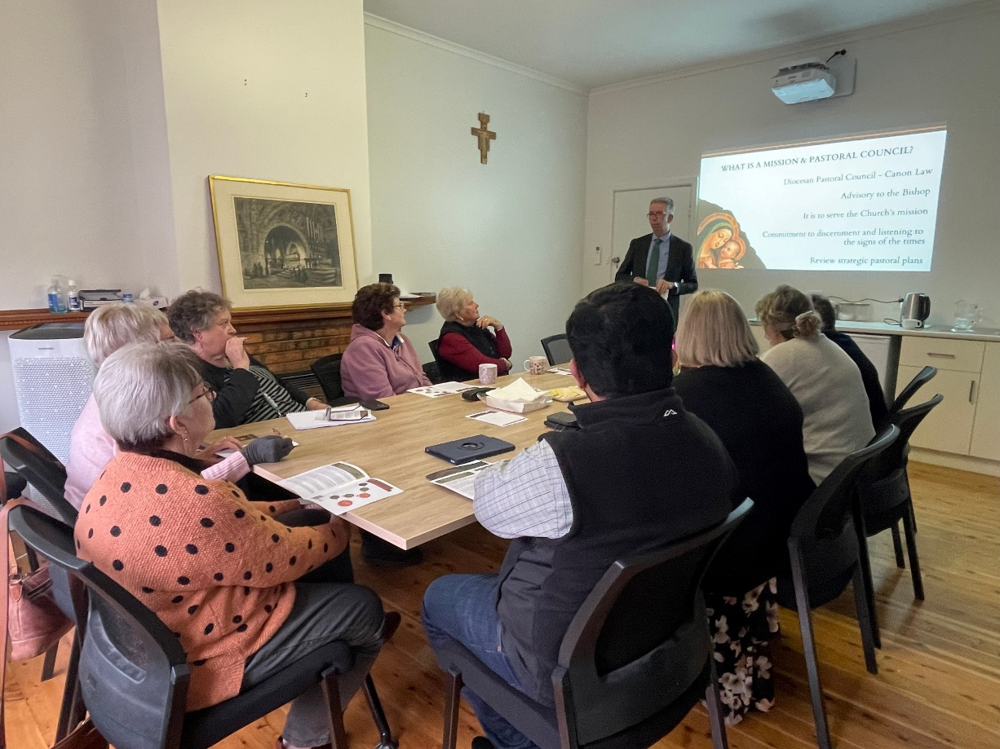 WHAT IS A MISSION & PASTORAL COUNCIL?
Diocesan Pastoral Council - Canon Law
Advisory to the Bishop
It is to serve the Church's mission
Commitment to discernment and listening to
the signs of the times
Review strategic pastoral plans